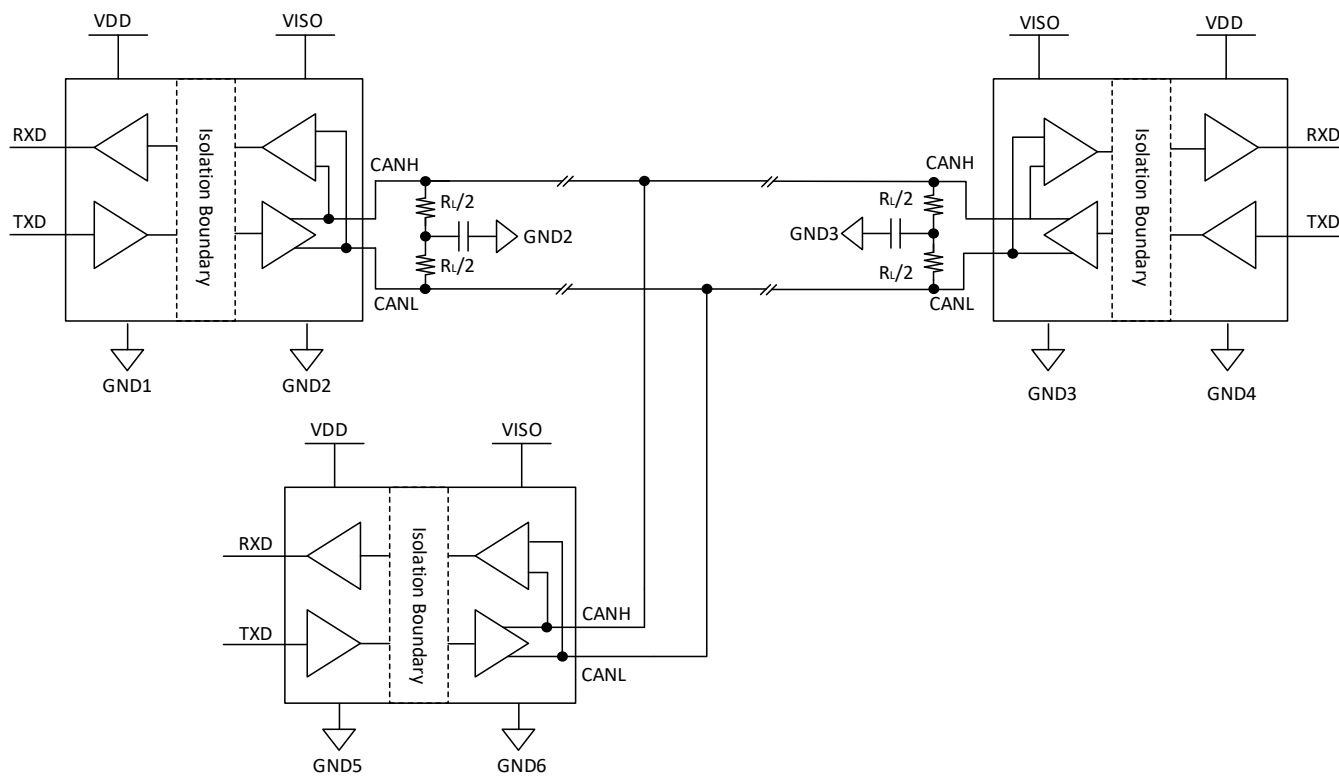 VDD
VISO
VISO
VDD
RXD
TXD
Isolation Boundary
CANH
RL/2
GND2
RL/2
CANL
CANH
RL/2
GND3
RL/2
CANL
Isolation Boundary
RXD
TXD
GND1
GND2
GND3
GND4
VDD
VISO
RXD
TXD
Isolation Boundary
CANH
CANL
GND5
GND6